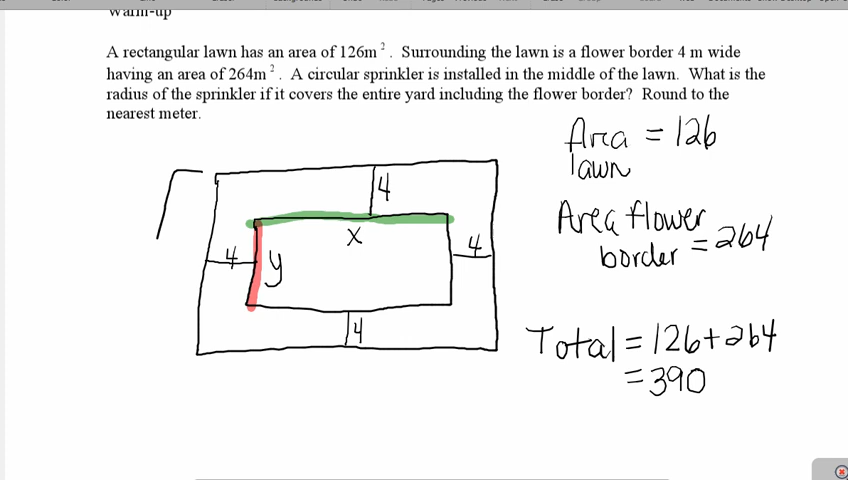 warm-up
A rectangular lawn has an area of 126m². Surrounding the lawn is a flower border 4 m wide
having an area of 264m². A circular sprinkler is installed in the middle of the lawn. What is the
radius of the sprinkler if it covers the entire yard including the flower border? Round to the
nearest meter.
Area = 126
lawn
4
x
Area flower
border = 264
4
y
4
4
Total = 126+264
= 390